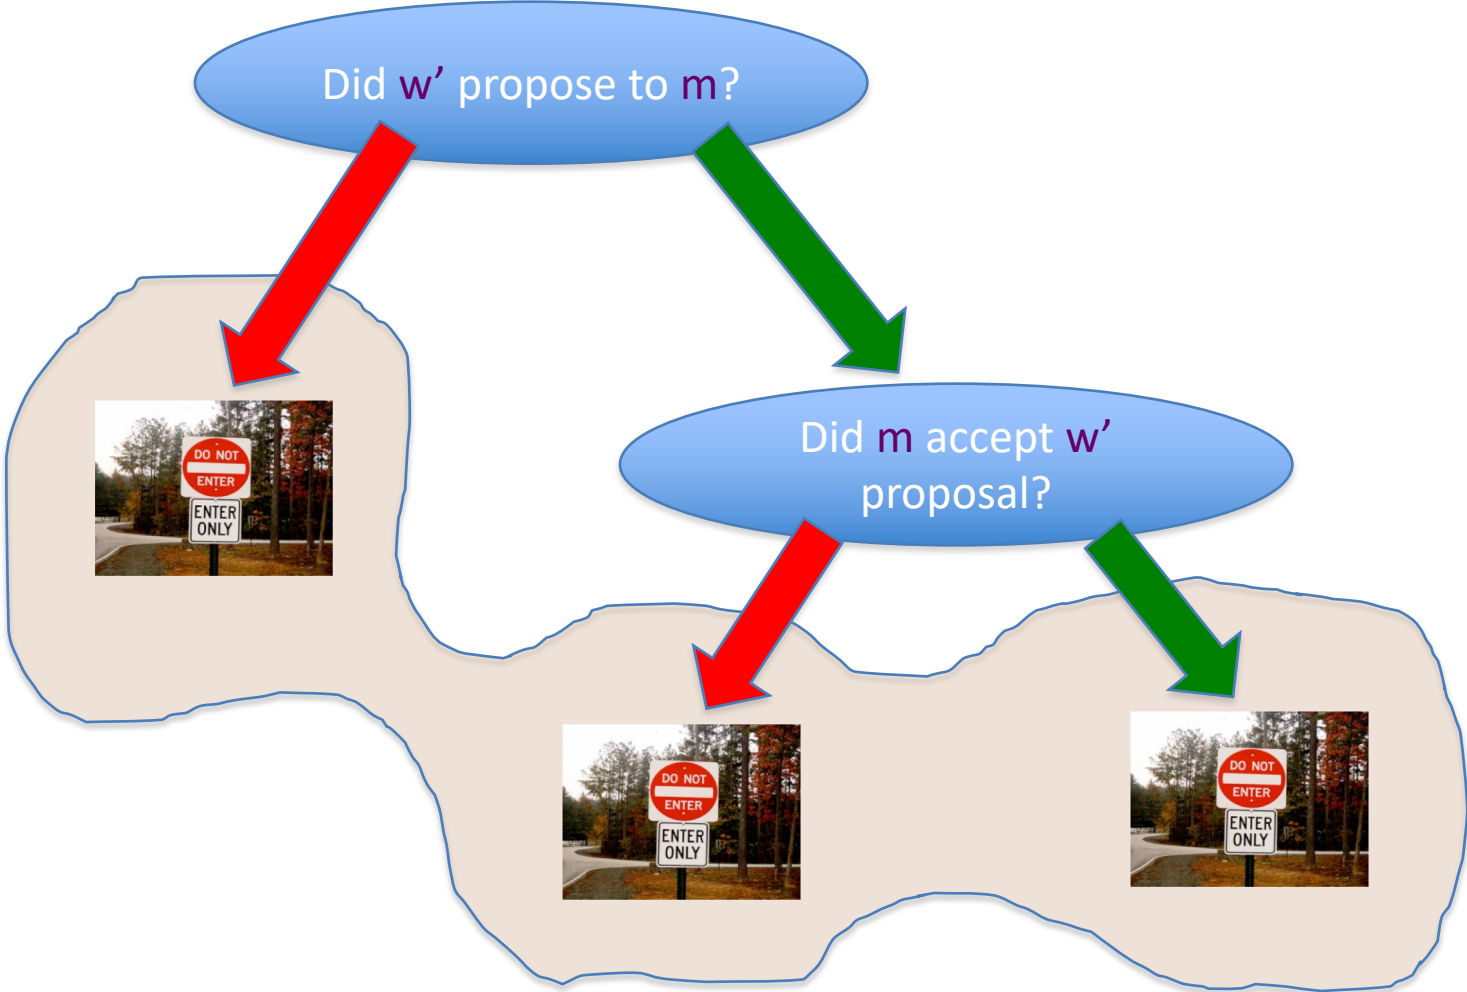 Did w’ propose to m?
DO NOT
ENTER
ENTER
ONLY
Did m accept w’
proposal?
DO NOT
ENTER
ENTER
ONLY
DO NOT
ENTER
ENTER
ONLY